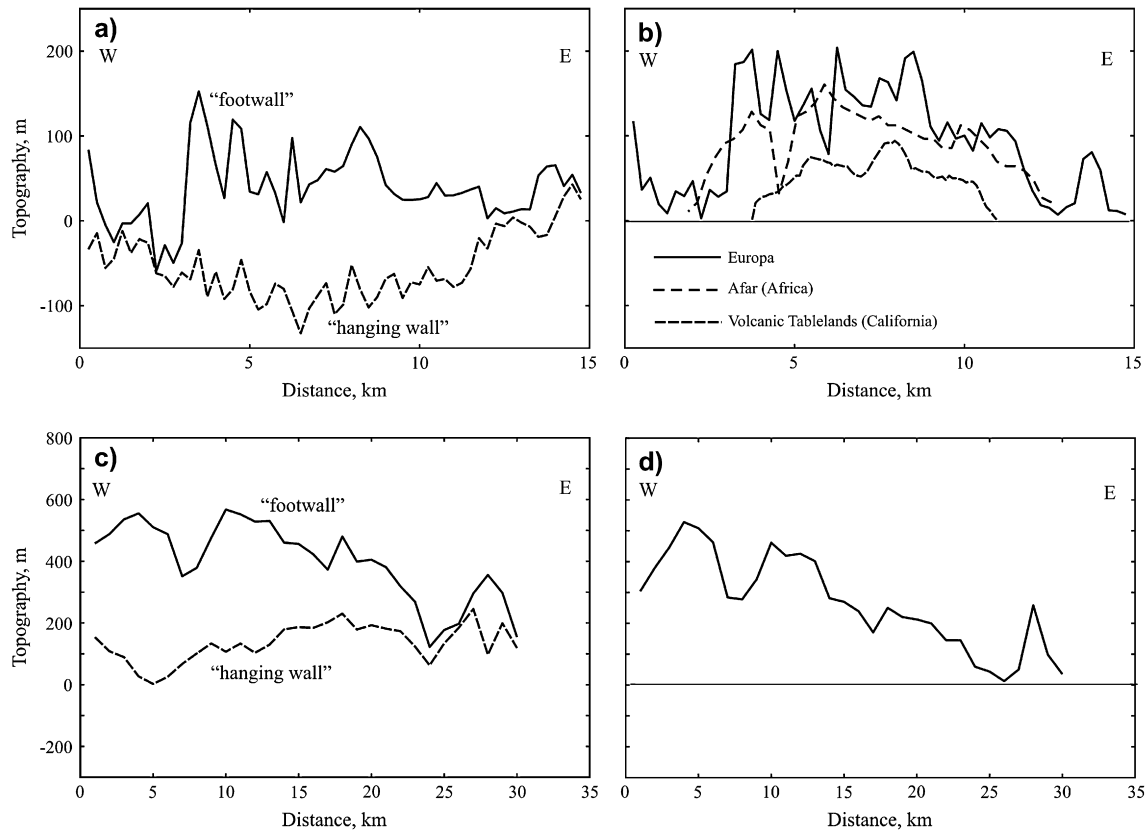 a)
W
E
200
100
0
-100
Topography, m
“footwall”
“hanging wall”
0
5
10
15
Distance, km
b)
W
E
Europa
Afar (Africa)
Volcanic Tablelands (California)
0
5
10
15
Distance, km
c)
W
E
800
600
400
200
0
-200
Topography, m
“footwall”
“hanging wall”
0
5
10
15
20
25
30
35
Distance, km
d)
W
E
0
5
10
15
20
25
30
35
Distance, km